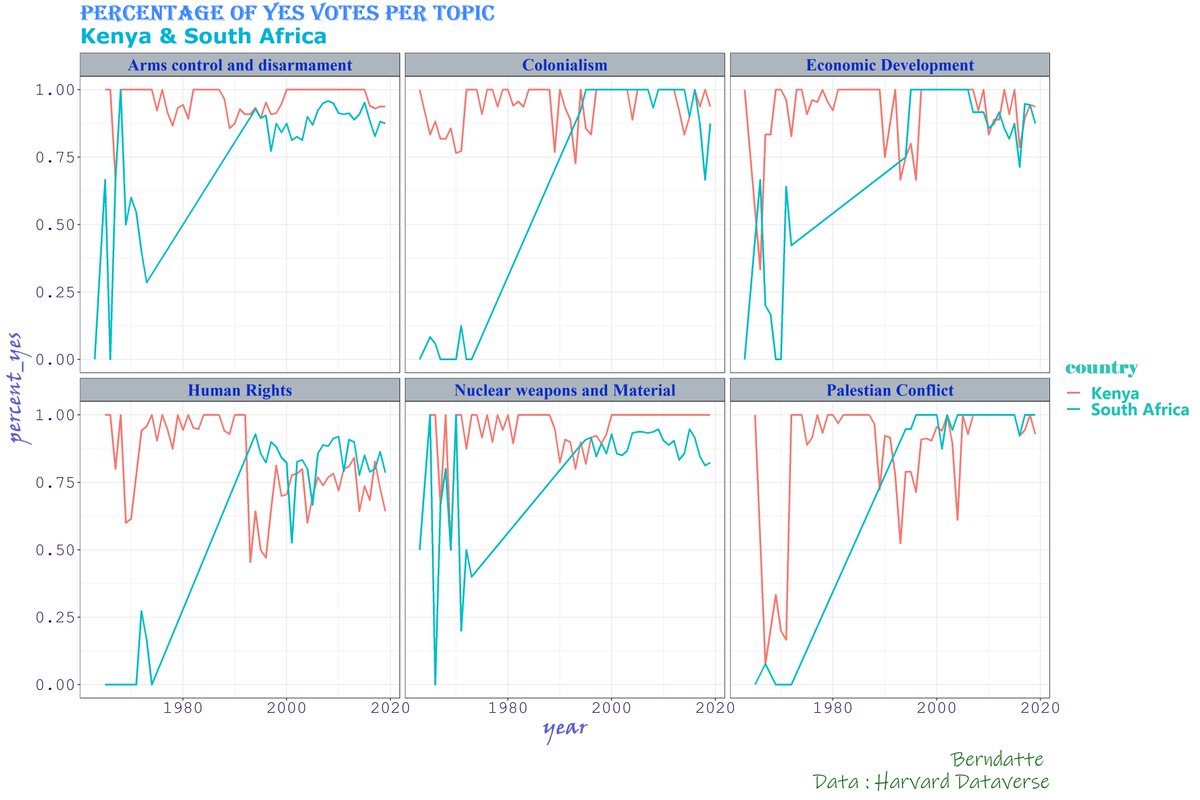 PERCENTAGE OF YES VOTES PER TOPIC
Kenya & South Africa
Arms control and disarmament
Colonialism
Economic Development
1.00
0.75
0.50
0.25
0.00
Human Rights
Nuclear weapons and Material
Palestian Conflict
1.00
0.75
0.50
0.25
0.00
percent_yes
1980 2000 2020 1980 2000 2020 1980 2000 2020
year
country
Kenya
South Africa
Berndatte
Data : Harvard Dataverse